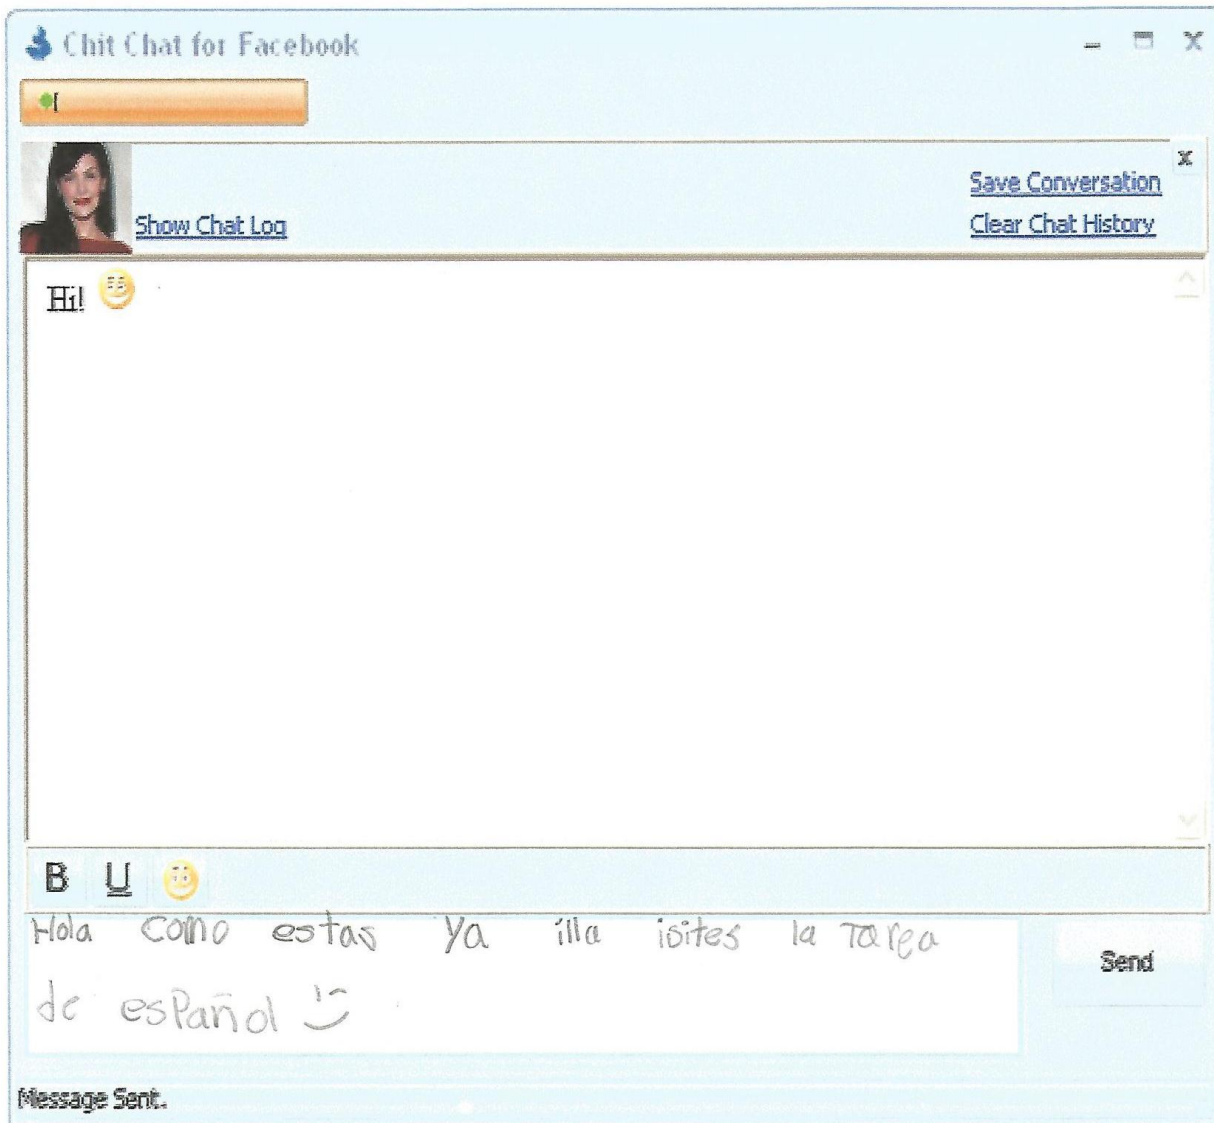 Chit Chat for Facebook
Show Chat Log
Save Conversation
Clear Chat History
Hi!
B U
Hola como estas Ya illa isites la Tarea
de español
Send
Message Sent.